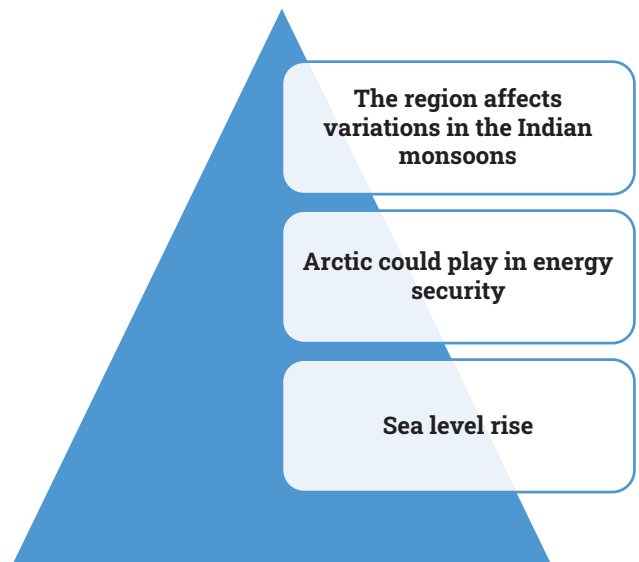 The region affects
variations in the Indian
monsoons
Arctic could play in energy
security
Sea level rise